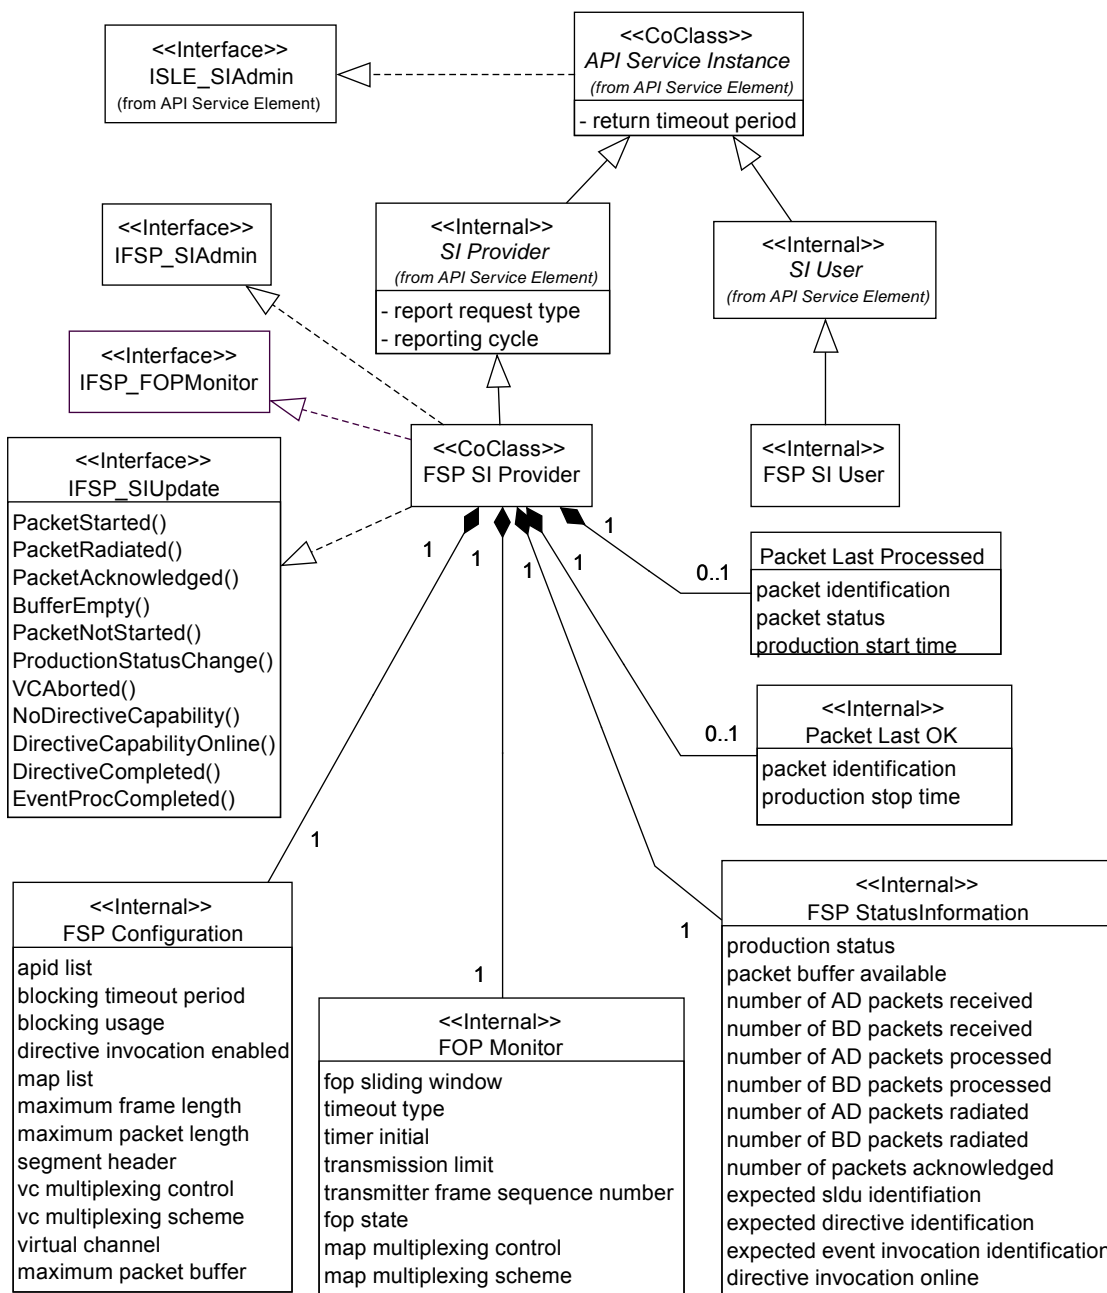 <<Interface>>
ISLE_SIAdmin
(from API Service Element)
<<CoClass>>
API Service Instance
(from API Service Element)
- return timeout period
<<Interface>>
IFSP_SIAdmin
<<Internal>>
SI Provider
(from API Service Element)
- report request type
- reporting cycle
<<Internal>>
SI User
(from API Service Element)
<<Interface>>
IFSP_FOPMonitor
<<CoClass>>
FSP SI Provider
<<Internal>>
FSP SI User
<<Interface>>
IFSP_SIUpdate
PacketStarted()
PacketRadiated()
PacketAcknowledged()
BufferEmpty()
PacketNotStarted()
ProductionStatusChange()
VCAborted()
NoDirectiveCapability()
DirectiveCapabilityOnline()
DirectiveCompleted()
EventProcCompleted()
1
1
1
1
1
0..1
Packet Last Processed
packet identification
packet status
production start time
0..1
<<Internal>>
Packet Last OK
packet identification
production stop time
1
1
1
<<Internal>>
FSP Configuration
apid list
blocking timeout period
blocking usage
directive invocation enabled
map list
maximum frame length
maximum packet length
segment header
vc multiplexing control
vc multiplexing scheme
virtual channel
maximum packet buffer
<<Internal>>
FOP Monitor
fop sliding window
timeout type
timer initial
transmission limit
transmitter frame sequence number
fop state
map multiplexing control
map multiplexing scheme
<<Internal>>
FSP StatusInformation
production status
packet buffer available
number of AD packets received
number of BD packets received
number of AD packets processed
number of BD packets processed
number of AD packets radiated
number of BD packets radiated
number of packets acknowledged
expected sldu identifiation
expected directive identification
expected event invocation identification
directive invocation online